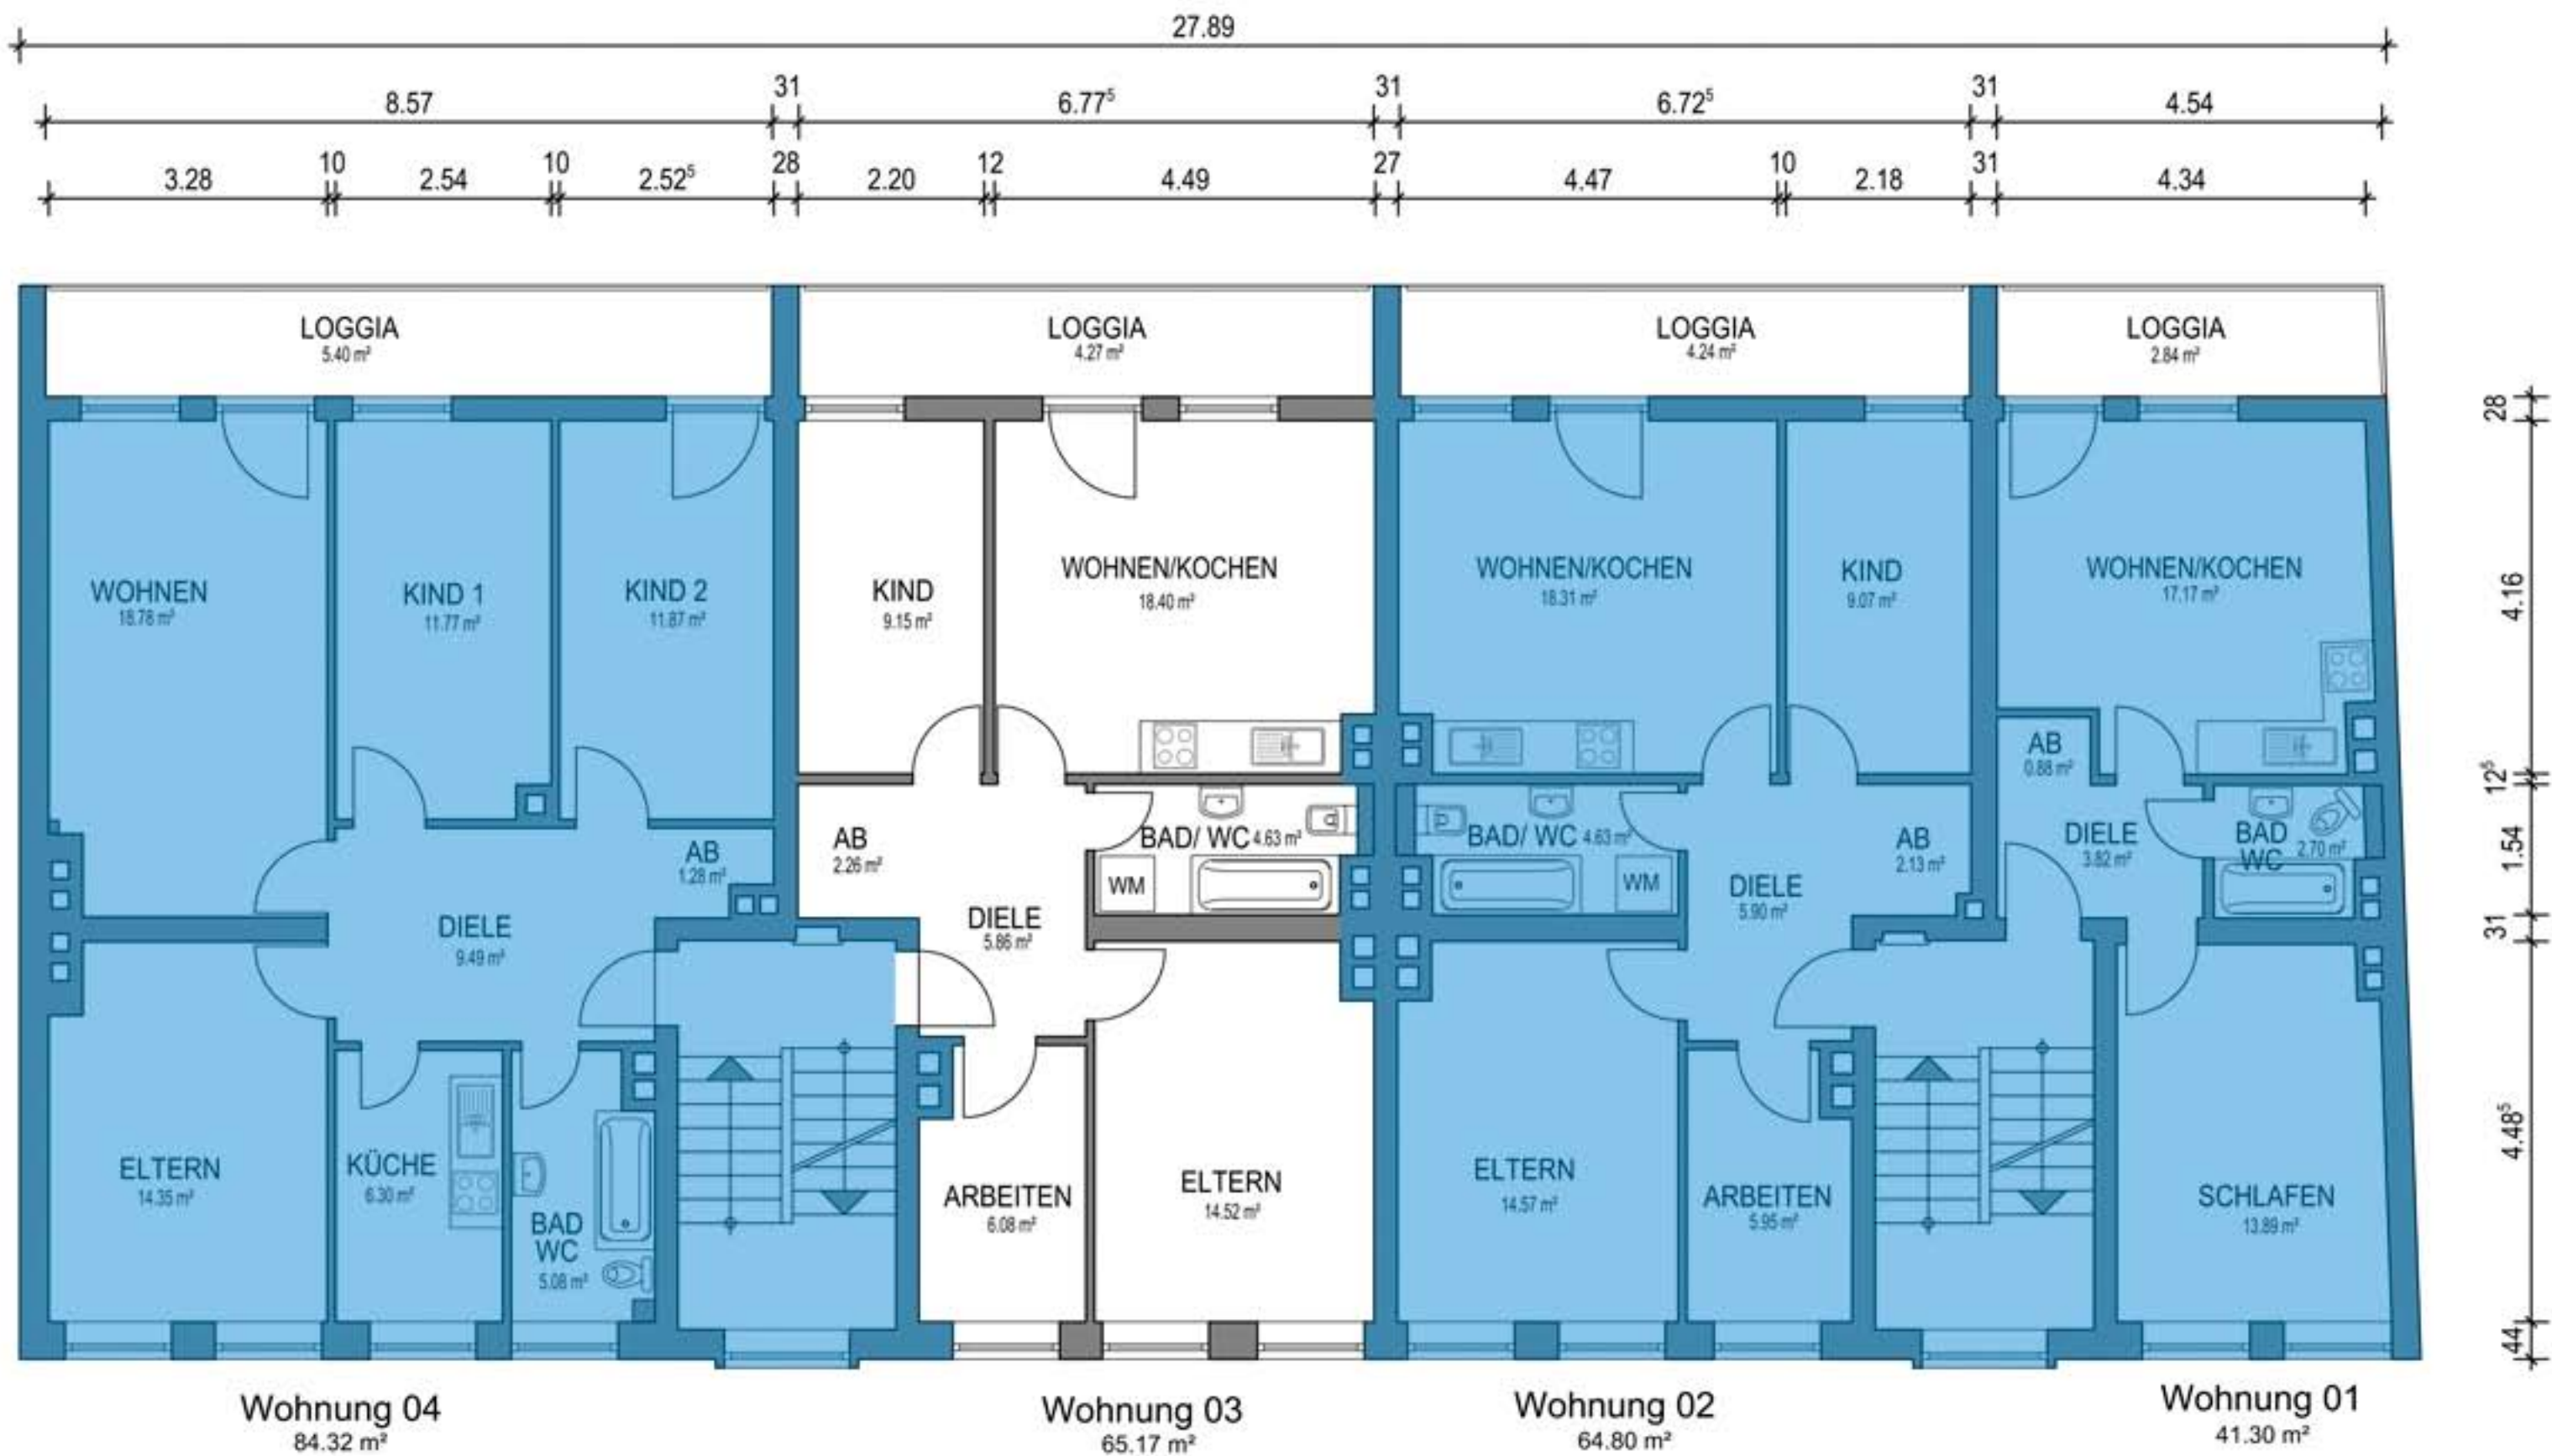 27.89
8.57 31 6.77⁵ 31 6.72⁵ 31 4.54
3.28 10 2.54 10 2.52⁵ 28 2.20 12 4.49 27 4.47 10 2.18 31 4.34
LOGGIA
5.40 m²
LOGGIA
4.27 m²
LOGGIA
4.24 m²
LOGGIA
2.84 m²
WOHNEN
18.78 m²
KIND 1
11.77 m²
KIND 2
11.87 m²
KIND
9.15 m²
WOHNEN/KOCHEN
18.40 m²
WOHNEN/KOCHEN
18.31 m²
KIND
9.07 m²
WOHNEN/KOCHEN
17.17 m²
AB
1.28 m²
DIELE
9.49 m²
AB
2.26 m²
BAD/ WC 4.63 m²
WM
DIELE
5.86 m²
BAD/ WC 4.63 m²
WM
DIELE
5.90 m²
AB
2.13 m²
AB
0.88 m²
DIELE
3.82 m²
BAD
WC
2.70 m²
ELTERN
14.35 m²
KÜCHE
6.30 m²
BAD
WC
5.08 m²
ARBEITEN
6.08 m²
ELTERN
14.52 m²
ELTERN
14.57 m²
ARBEITEN
5.95 m²
SCHLAFEN
13.89 m²
28
4.16
12⁵
1.54
31
4.48⁵
44
Wohnung 04
84.32 m²
Wohnung 03
65.17 m²
Wohnung 02
64.80 m²
Wohnung 01
41.30 m²